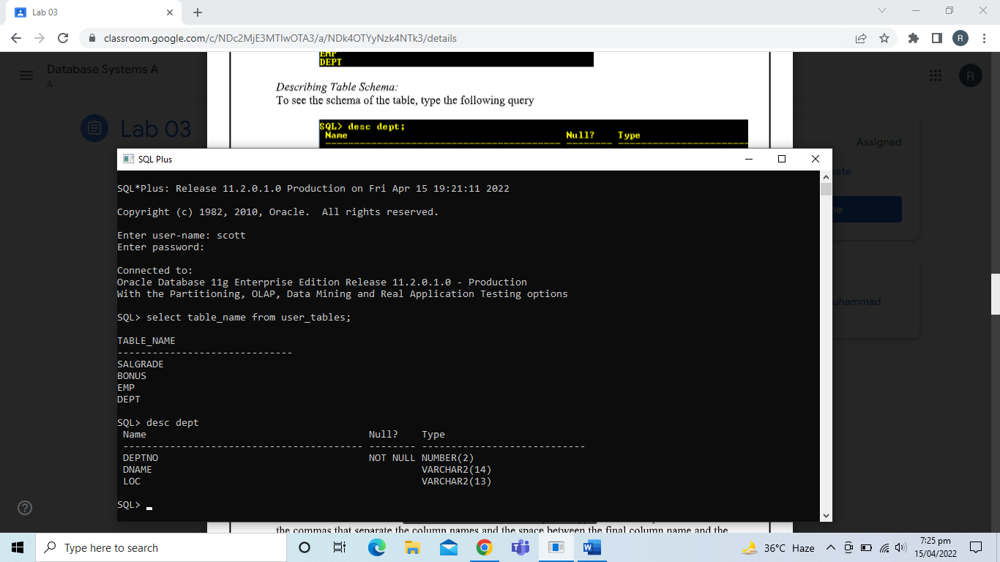 Lab 03
classroom.google.com/c/NDc2MjE3MTIwOTA3/a/NDk4OTYyNzk4NTk3/details
R
Database Systems A
A
R
Lab 03
Assigned
EMP
DEPT
Describing Table Schema:
To see the schema of the table, type the following query
SQL> desc dept;
Name Null? Type
SQL Plus
SQL*Plus: Release 11.2.0.1.0 Production on Fri Apr 15 19:21:11 2022
Copyright (c) 1982, 2010, Oracle.  All rights reserved.
Enter user-name: scott
Enter password:
Connected to:
Oracle Database 11g Enterprise Edition Release 11.2.0.1.0 - Production
With the Partitioning, OLAP, Data Mining and Real Application Testing options
SQL> select table_name from user_tables;
TABLE_NAME
------------------------------
SALGRADE
BONUS
EMP
DEPT
SQL> desc dept
Name Null? Type
----------------------------------------- -------- ----------------------------
DEPTNO NOT NULL NUMBER(2)
DNAME VARCHAR2(14)
LOC VARCHAR2(13)
SQL>
the commas that separate the column names and the space between the final column name and the
Type here to search
36°C Haze
7:25 pm
15/04/2022